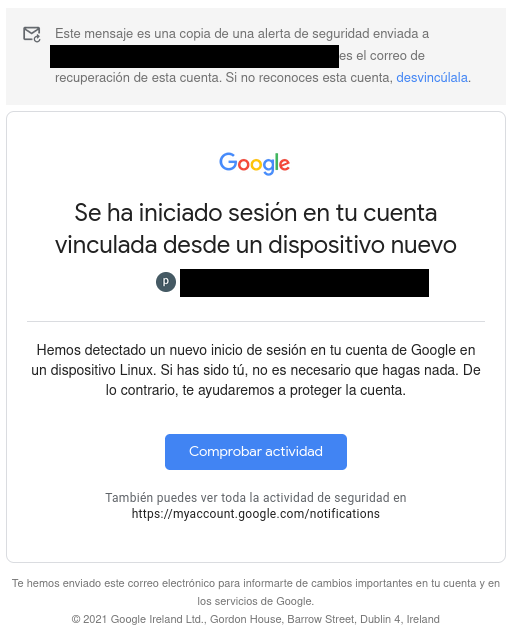 Este mensaje es una copia de una alerta de seguridad enviada a
es el correo de
recuperación de esta cuenta. Si no reconoces esta cuenta, desvincúlala.
Google
Se ha iniciado sesión en tu cuenta
vinculada desde un dispositivo nuevo
p
Hemos detectado un nuevo inicio de sesión en tu cuenta de Google en
un dispositivo Linux. Si has sido tú, no es necesario que hagas nada. De
lo contrario, te ayudaremos a proteger la cuenta.
Comprobar actividad
También puedes ver toda la actividad de seguridad en
https://myaccount.google.com/notifications
Te hemos enviado este correo electrónico para informarte de cambios importantes en tu cuenta y en
los servicios de Google.
© 2021 Google Ireland Ltd., Gordon House, Barrow Street, Dublin 4, Ireland